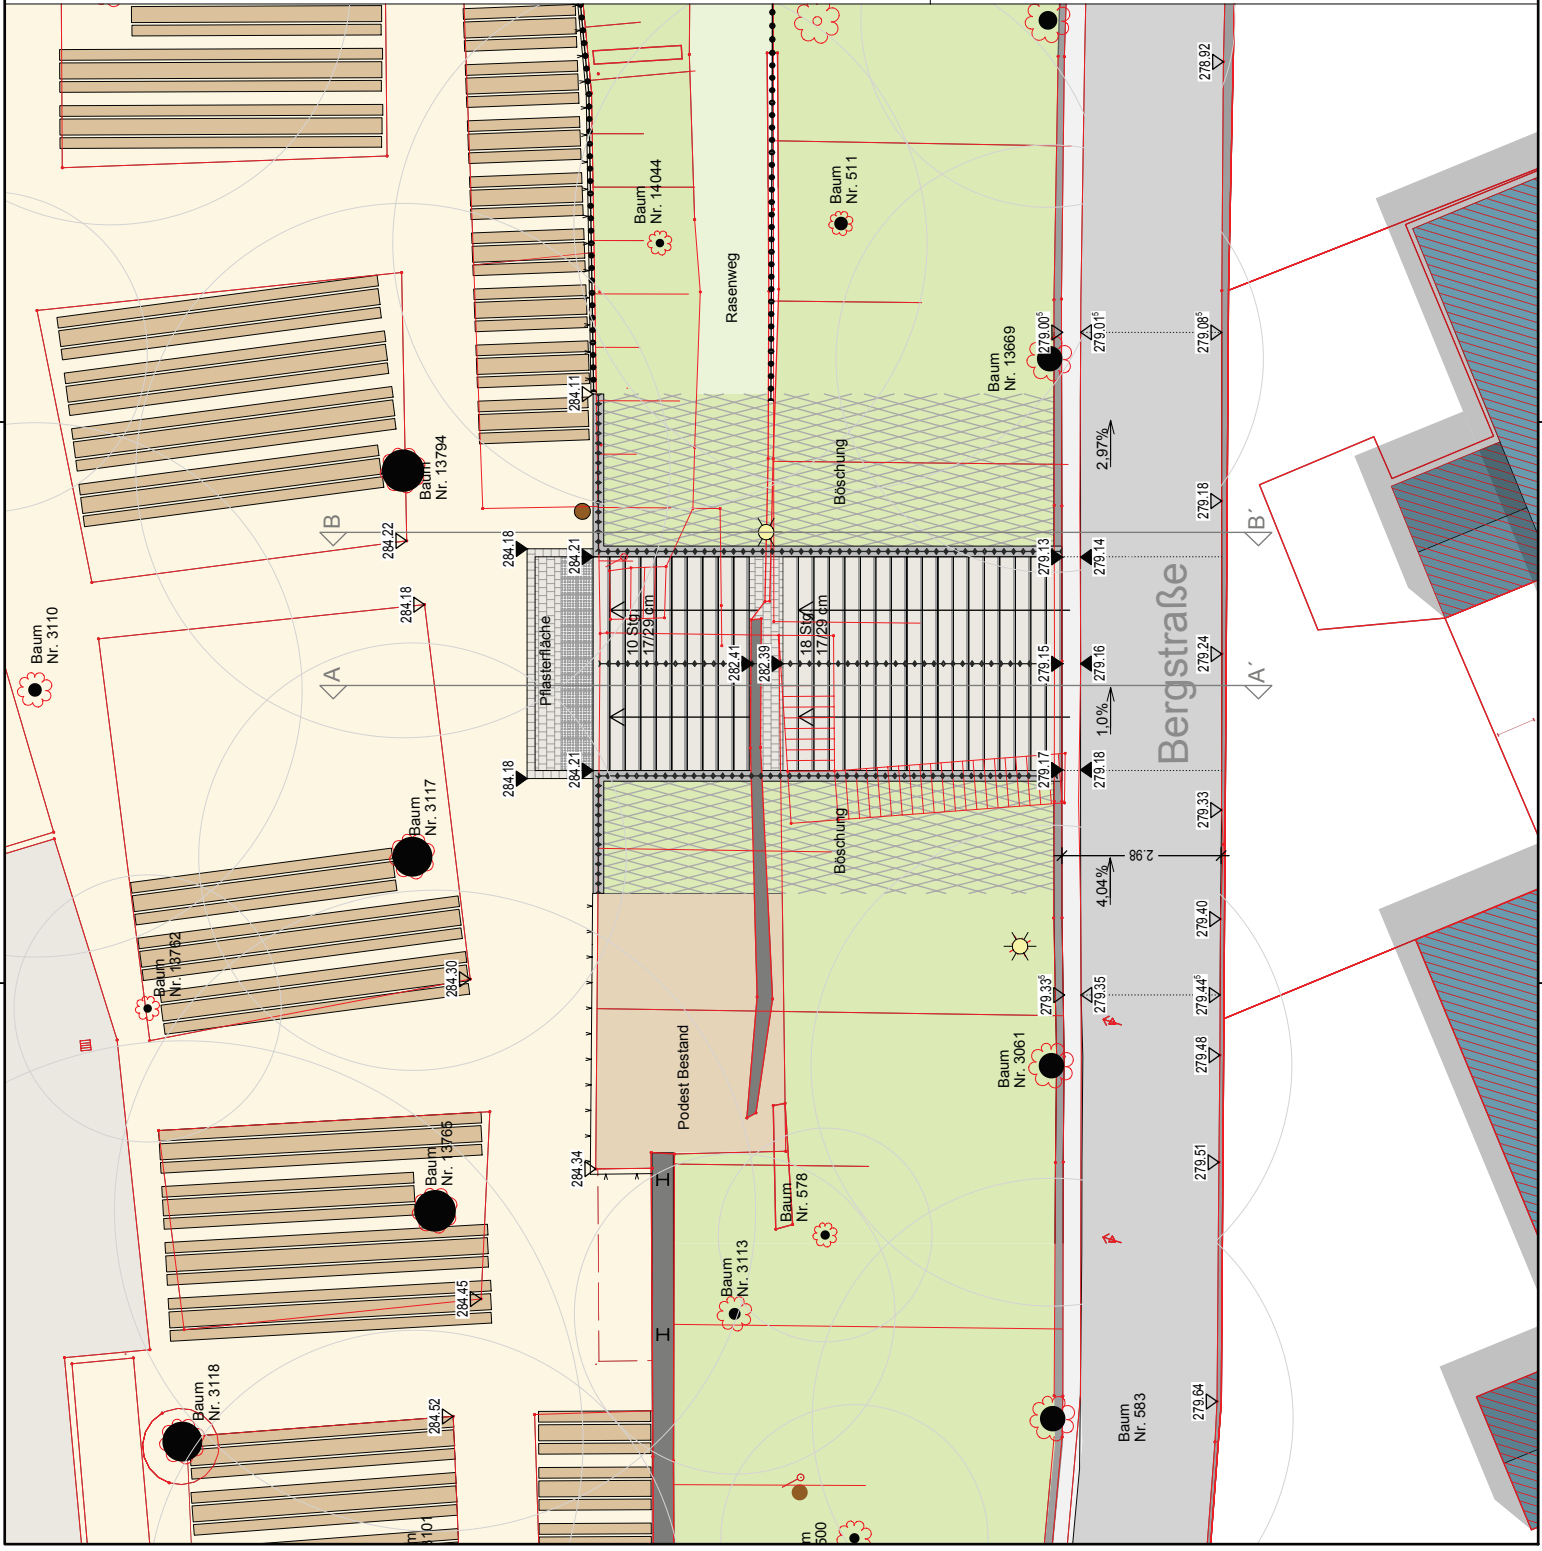 278.92
Baum
Nr. 14044
Baum
Nr. 511
Rasenweg
Baum
Nr. 13669
279.00⁵
279.01⁵
279.08⁵
284.11
Baum
Nr. 13794
Böschung
2,97%
279.18
B
B´
284.22
284.18
284.21
279.13
279.14
284.18
Baum
Nr. 3110
Pflasterfläche
10 Stg
17/29 cm
18 Stg
17/29 cm
282.41
282.39
279.15
279.16
279.24
A
A´
1,0%
Bergstraße
284.18
284.21
279.17
279.18
279.33
Baum
Nr. 3117
Böschung
2.98
4,04%
279.40
Baum
Nr. 13762
284.30
279.33⁵
279.35
279.44⁵
Podest Bestand
Baum
Nr. 3061
279.48
Baum
Nr. 13765
284.34
279.51
Baum
Nr. 578
Baum
Nr. 3113
284.45
Baum
Nr. 3118
284.52
Baum
Nr. 583
279.64
m
3101
m
600